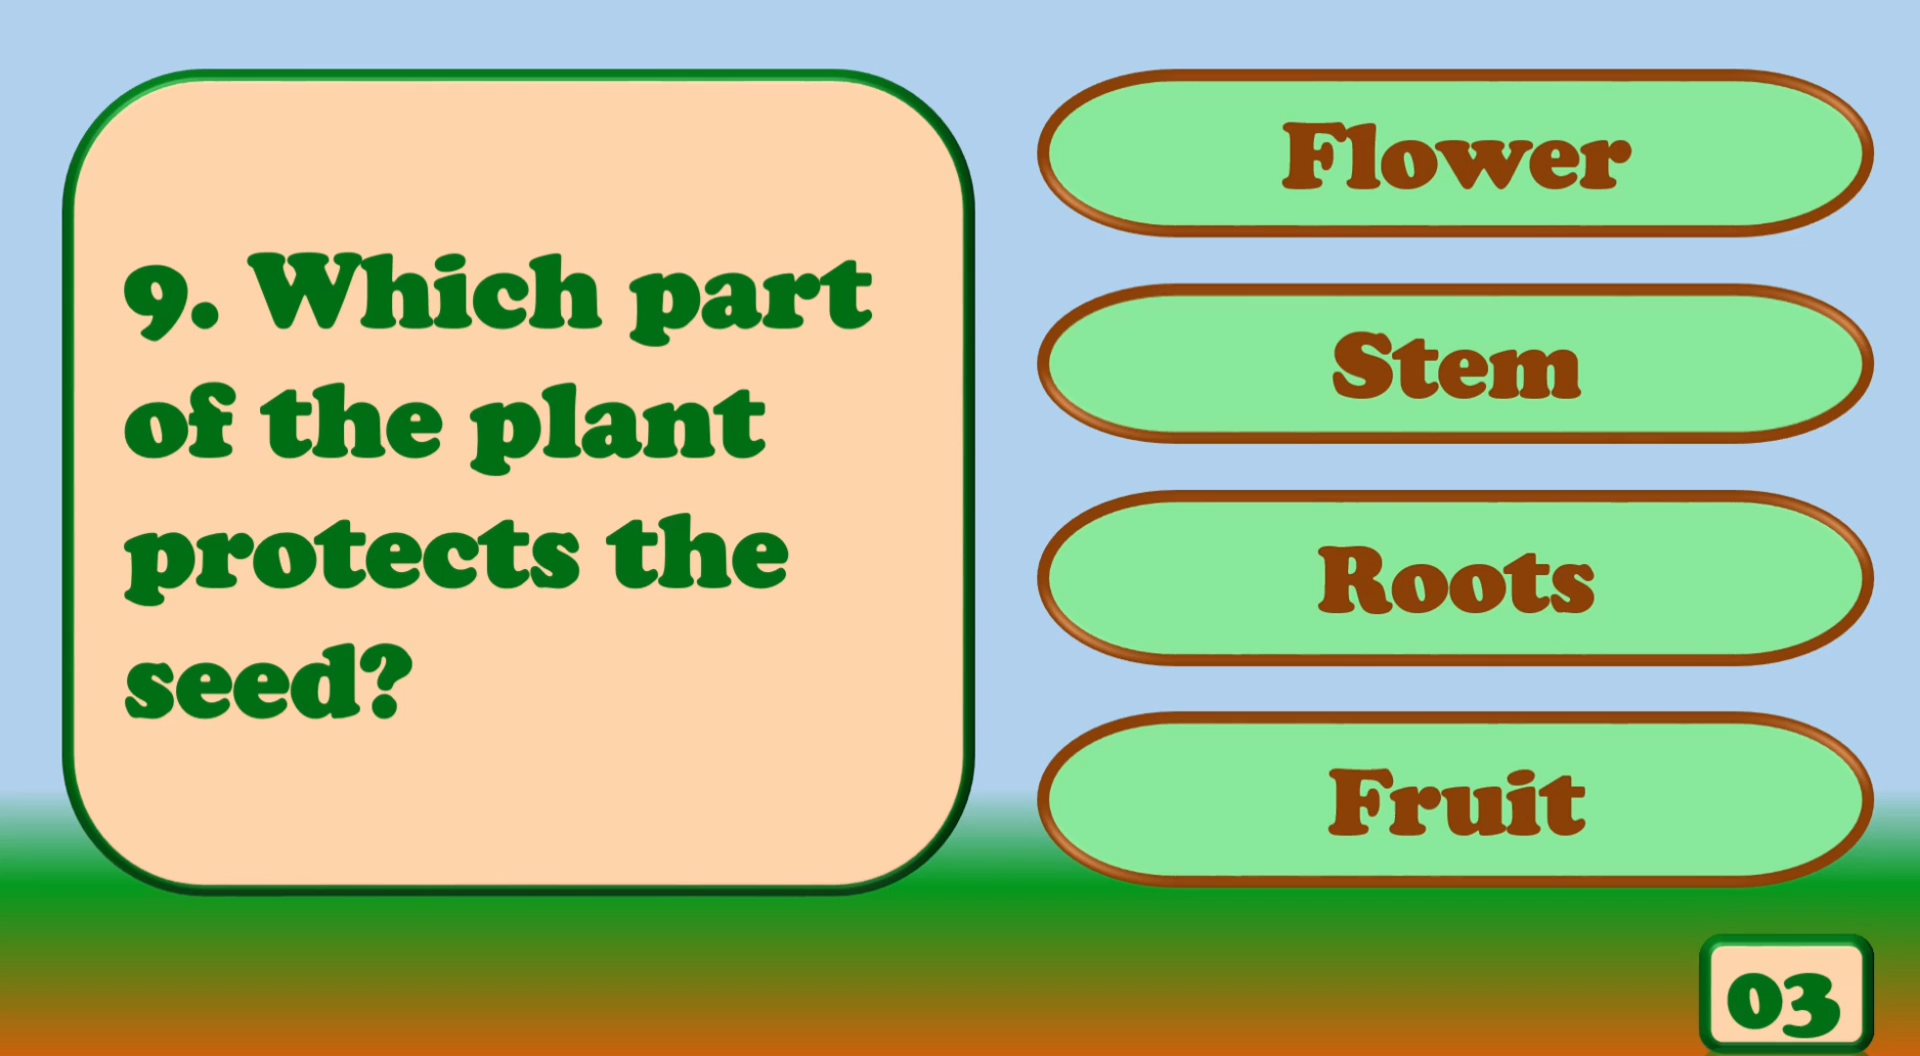 9. Which part
of the plant
protects the
seed?
Flower
Stem
Roots
Fruit
03